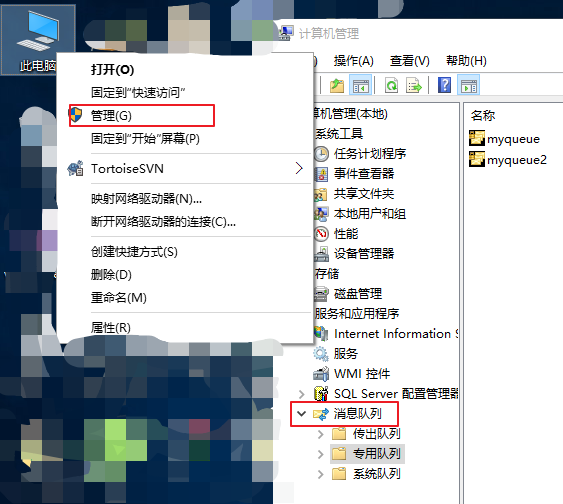 此电脑
打开(O)
固定到"快速访问"
管理(G)
固定到"开始"屏幕(P)
TortoiseSVN
映射网络驱动器(N)...
断开网络驱动器的连接(C)...
创建快捷方式(S)
删除(D)
重命名(M)
属性(R)
计算机管理
操作(A) 查看(V) 帮助(H)
算机管理(本地)
系统工具
任务计划程序
事件查看器
共享文件夹
本地用户和组
性能
设备管理器
存储
磁盘管理
服务和应用程序
Internet Information S
服务
WMI 控件
SQL Server 配置管理器
消息队列
传出队列
专用队列
系统队列
名称
myqueue
myqueue2